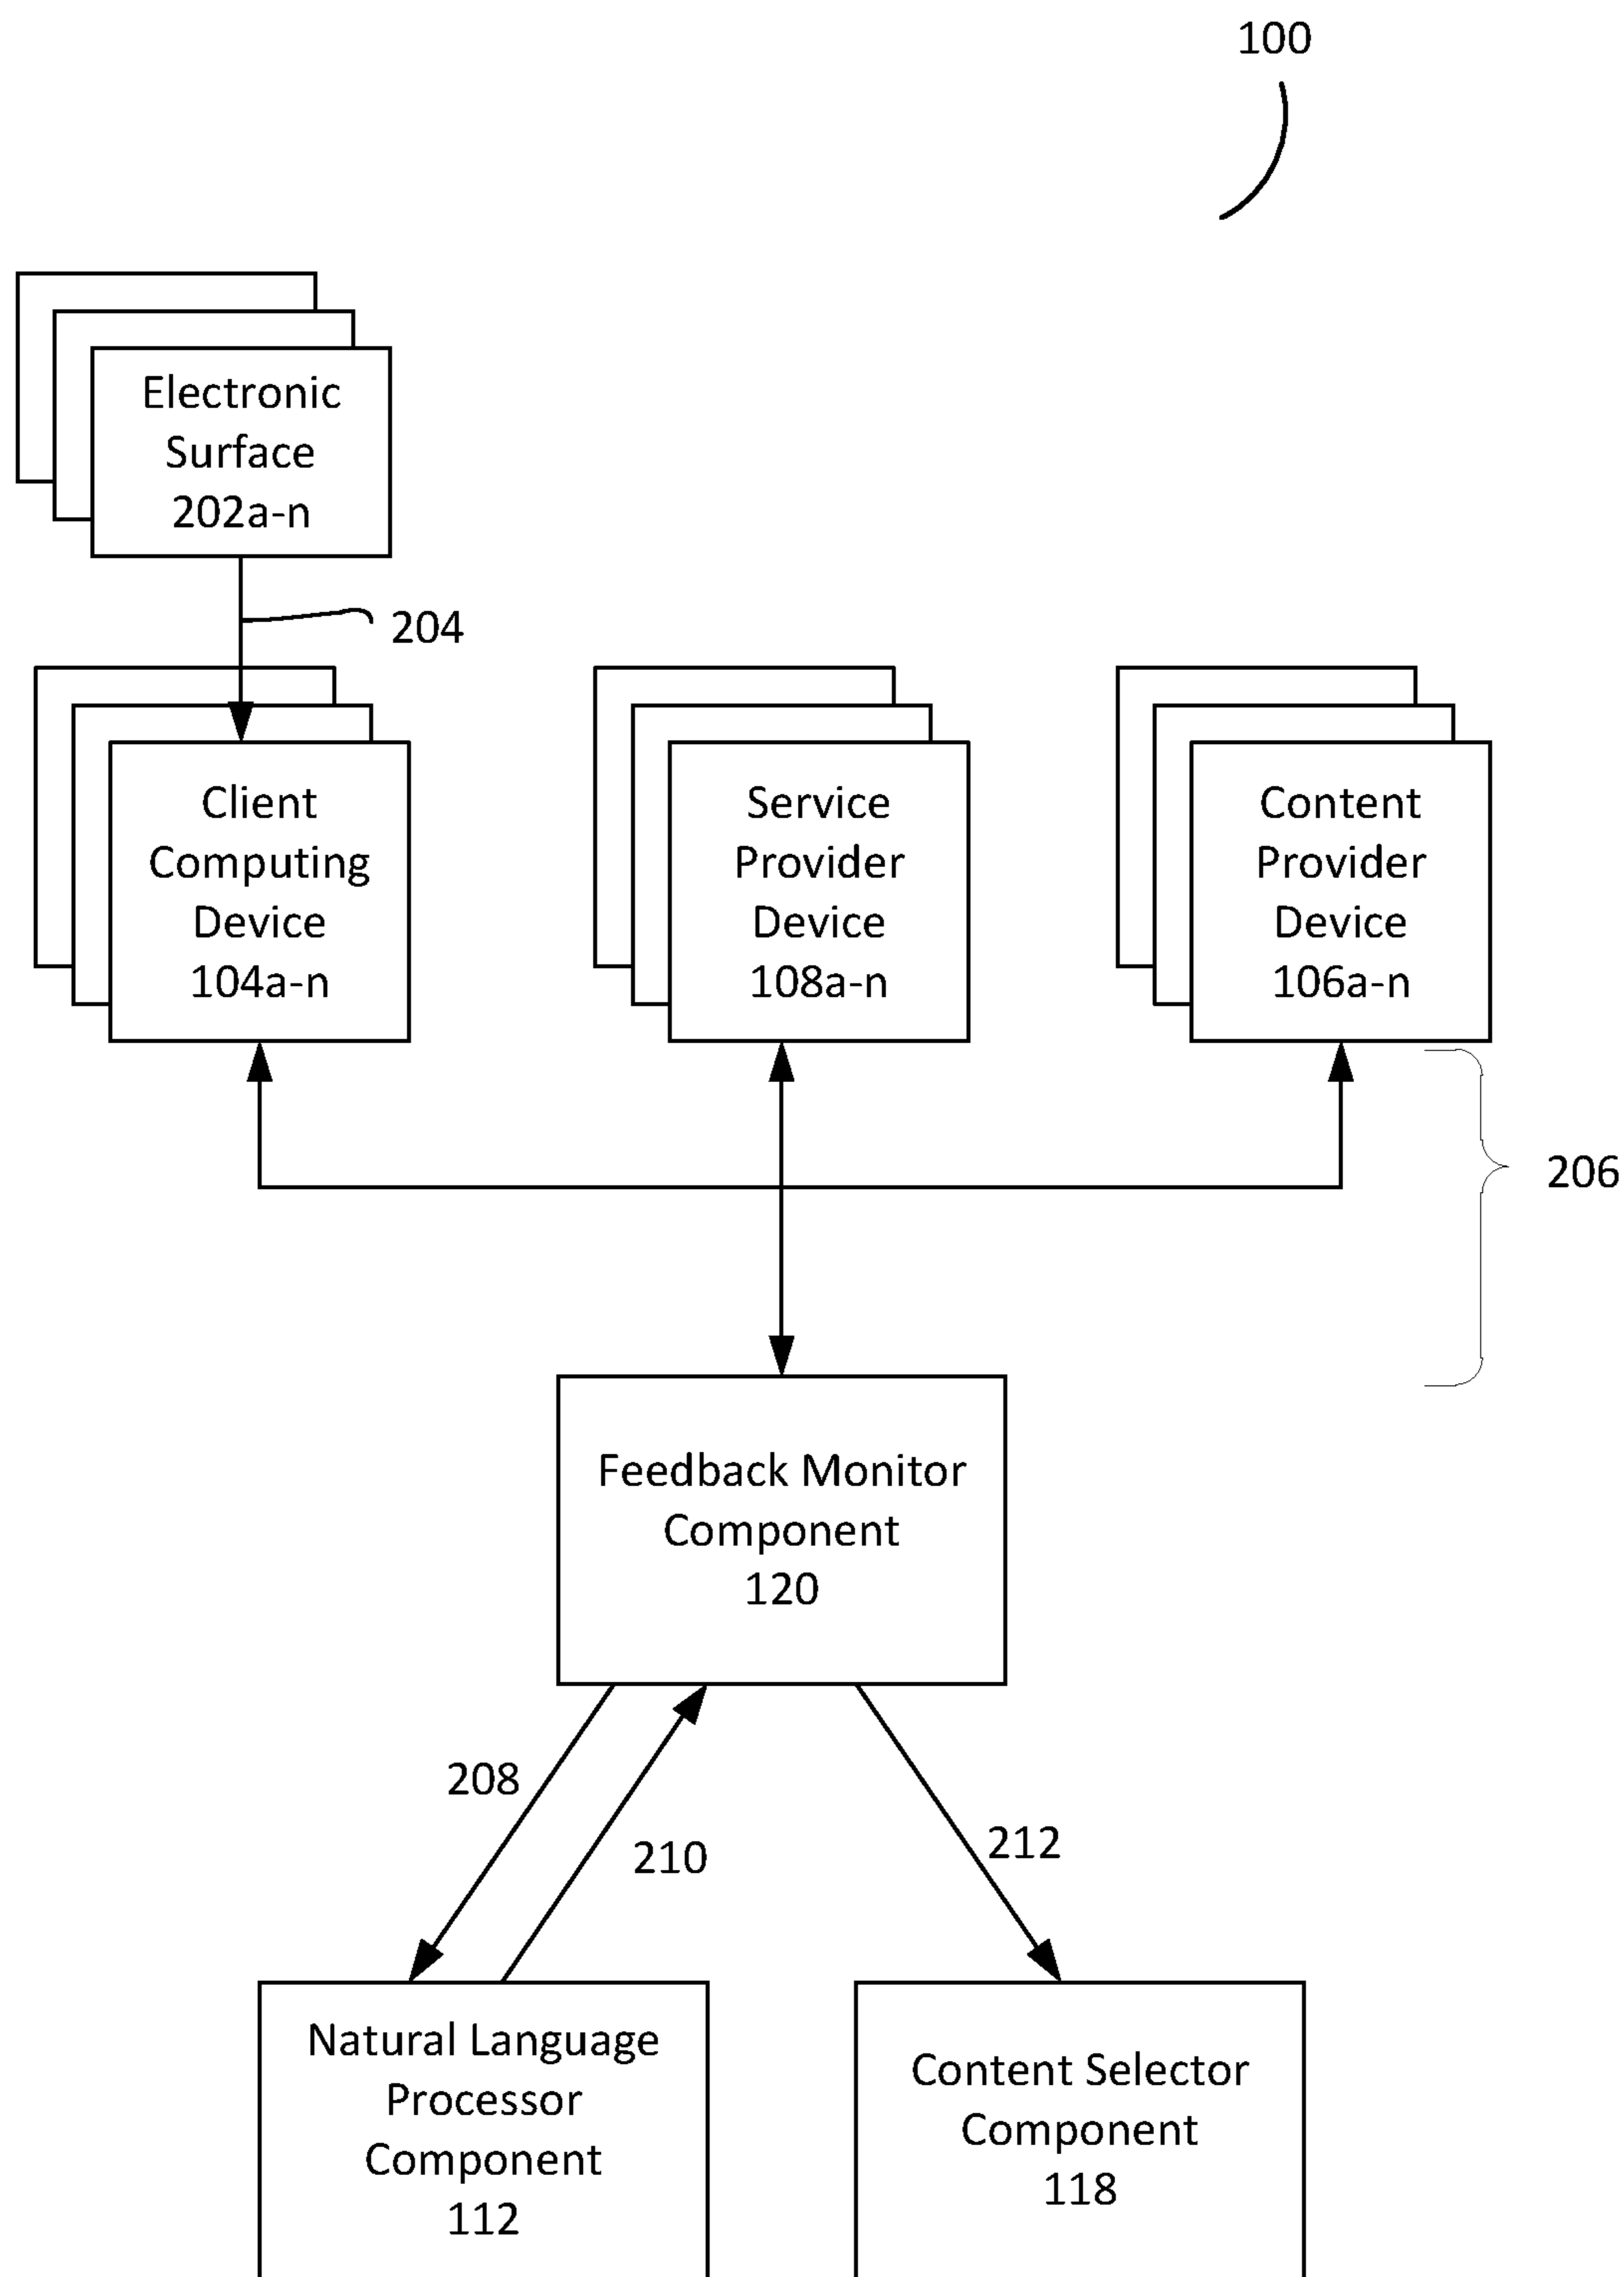 100
Electronic
Surface
202a-n
204
Client
Computing
Device
104a-n
Service
Provider
Device
108a-n
Content
Provider
Device
106a-n
206
Feedback Monitor
Component
120
208
210
212
Natural Language
Processor
Component
112
Content Selector
Component
118